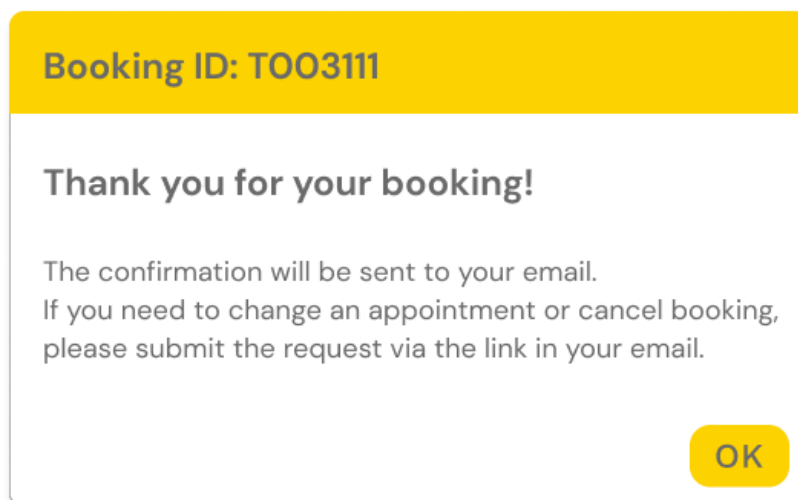 Booking ID: T003111
Thank you for your booking!
The confirmation will be sent to your email.
If you need to change an appointment or cancel booking,
please submit the request via the link in your email.
OK